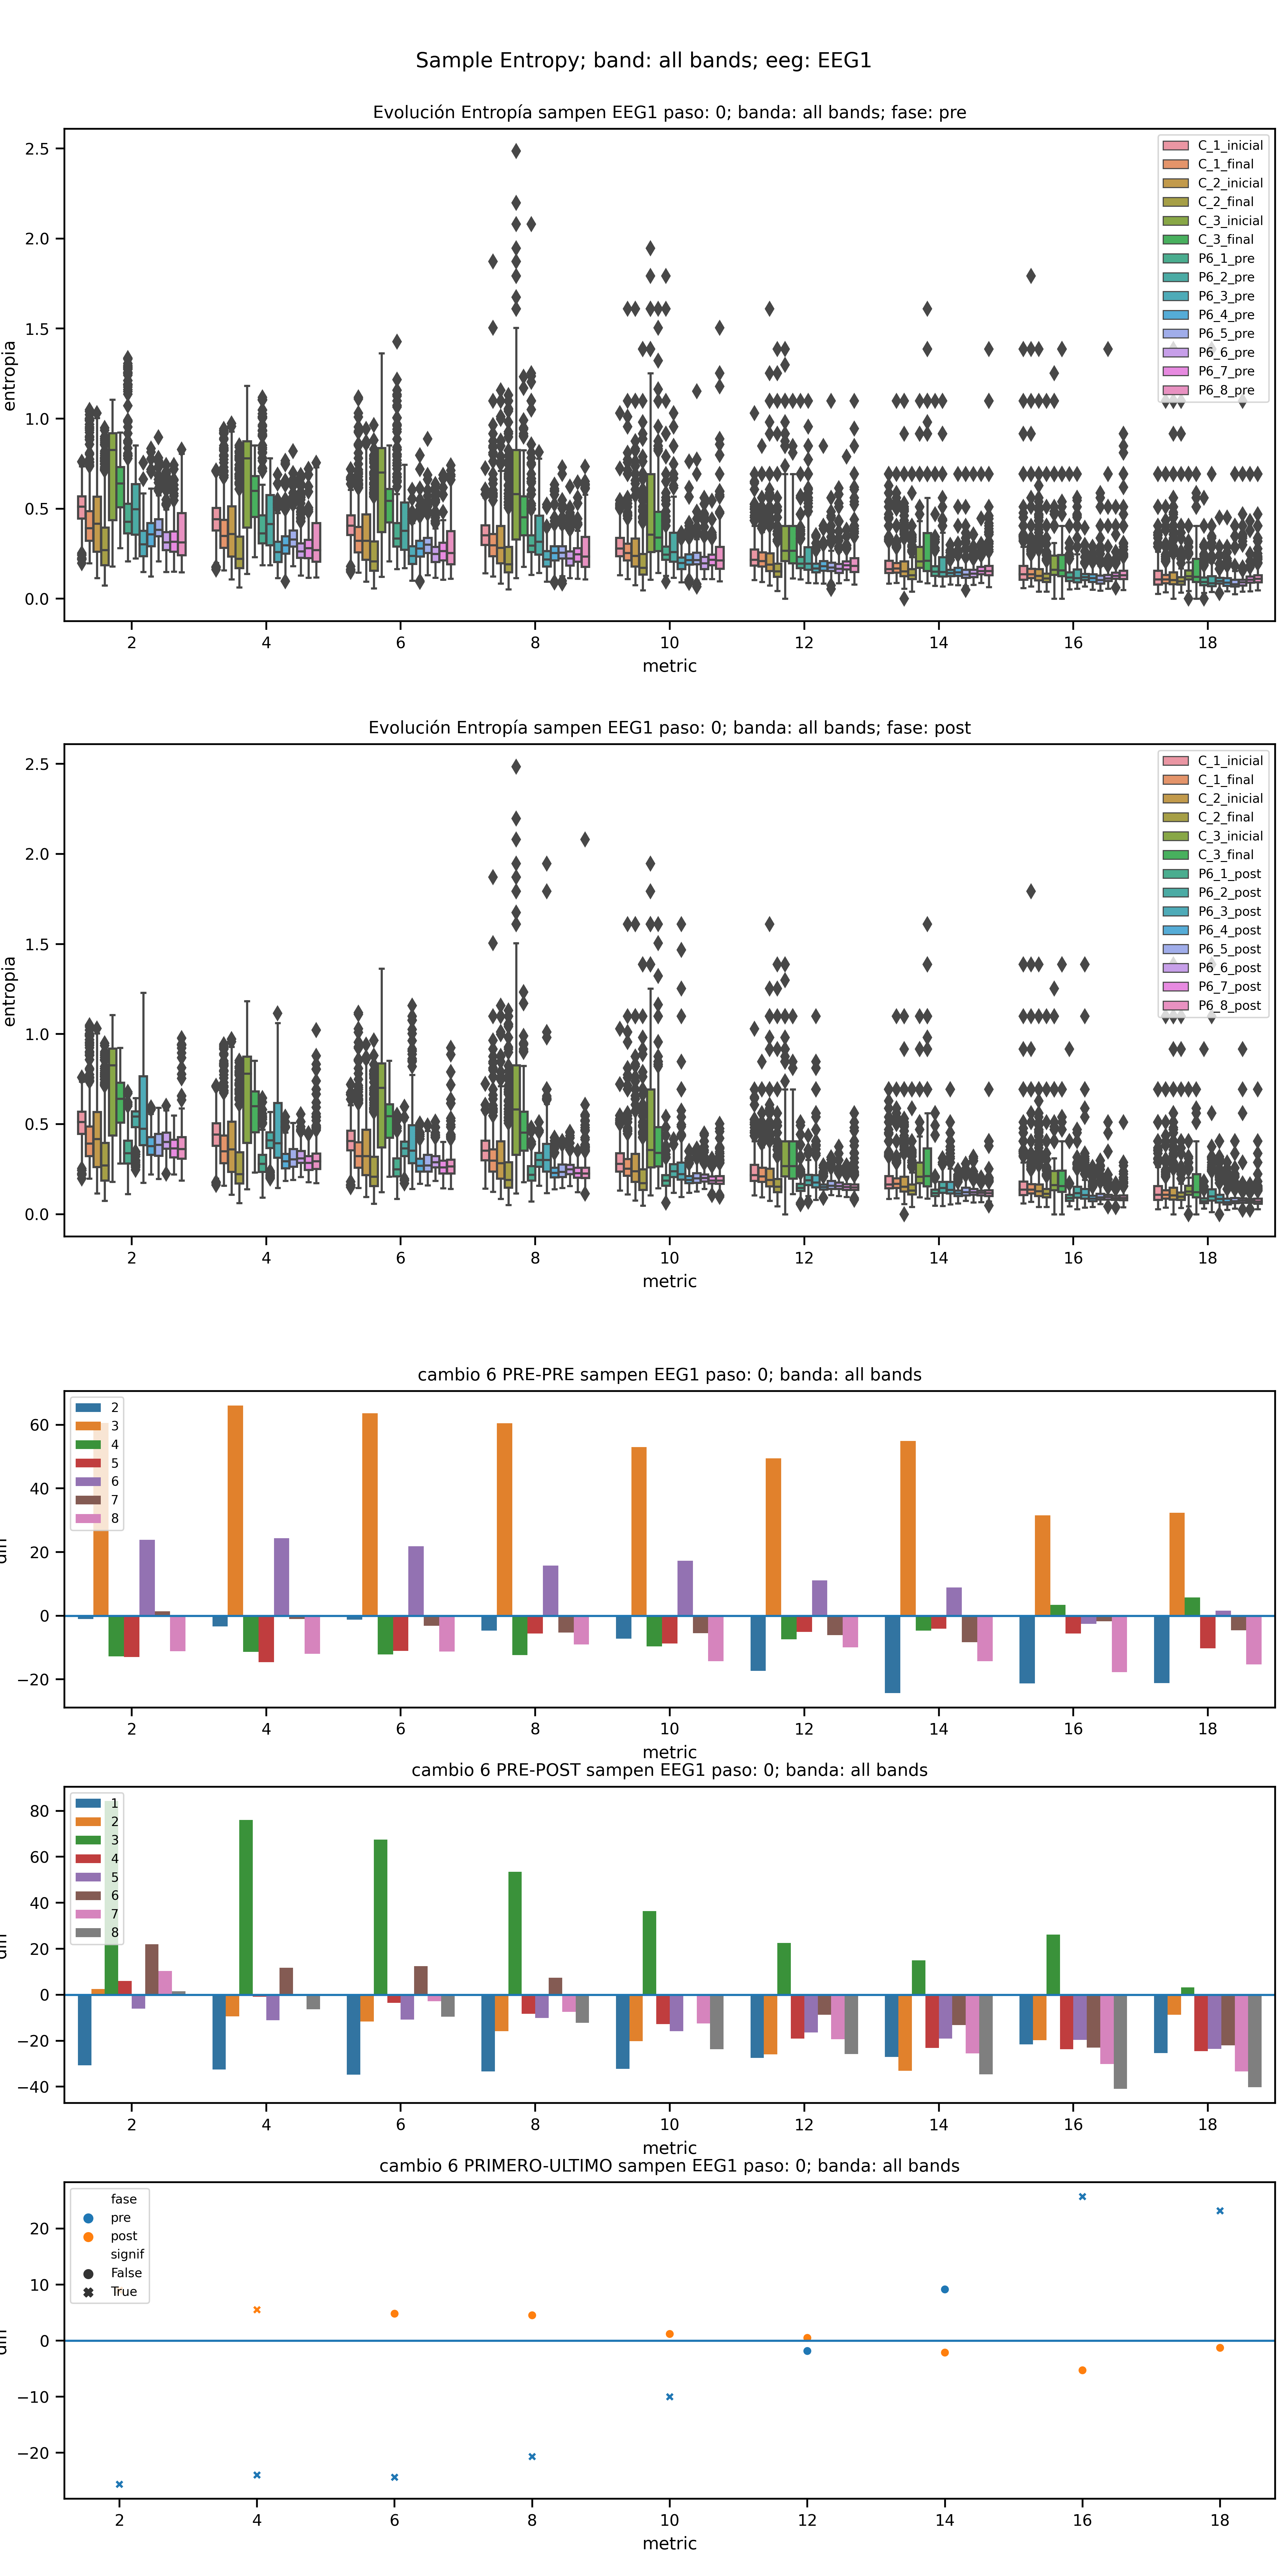 Sample Entropy; band: all bands; eeg: EEG1
Evolución Entropía sampen EEG1 paso: 0; banda: all bands; fase: pre
2.5
2.0
1.5
1.0
0.5
0.0
entropia
C_1_inicial
C_1_final
C_2_inicial
C_2_final
C_3_inicial
C_3_final
P6_1_pre
P6_2_pre
P6_3_pre
P6_4_pre
P6_5_pre
P6_6_pre
P6_7_pre
P6_8_pre
2 4 6 8 10 12 14 16 18
metric
Evolución Entropía sampen EEG1 paso: 0; banda: all bands; fase: post
2.5
2.0
1.5
1.0
0.5
0.0
entropia
C_1_inicial
C_1_final
C_2_inicial
C_2_final
C_3_inicial
C_3_final
P6_1_post
P6_2_post
P6_3_post
P6_4_post
P6_5_post
P6_6_post
P6_7_post
P6_8_post
2 4 6 8 10 12 14 16 18
metric
cambio 6 PRE-PRE sampen EEG1 paso: 0; banda: all bands
60
40
20
0
−20
2
3
4
5
6
7
8
2 4 6 8 10 12 14 16 18
metric
cambio 6 PRE-POST sampen EEG1 paso: 0; banda: all bands
80
60
40
20
0
−20
−40
1
2
3
4
5
6
7
8
2 4 6 8 10 12 14 16 18
metric
cambio 6 PRIMERO-ULTIMO sampen EEG1 paso: 0; banda: all bands
20
10
0
−10
−20
fase
pre
post
signif
False
True
2 4 6 8 10 12 14 16 18
metric